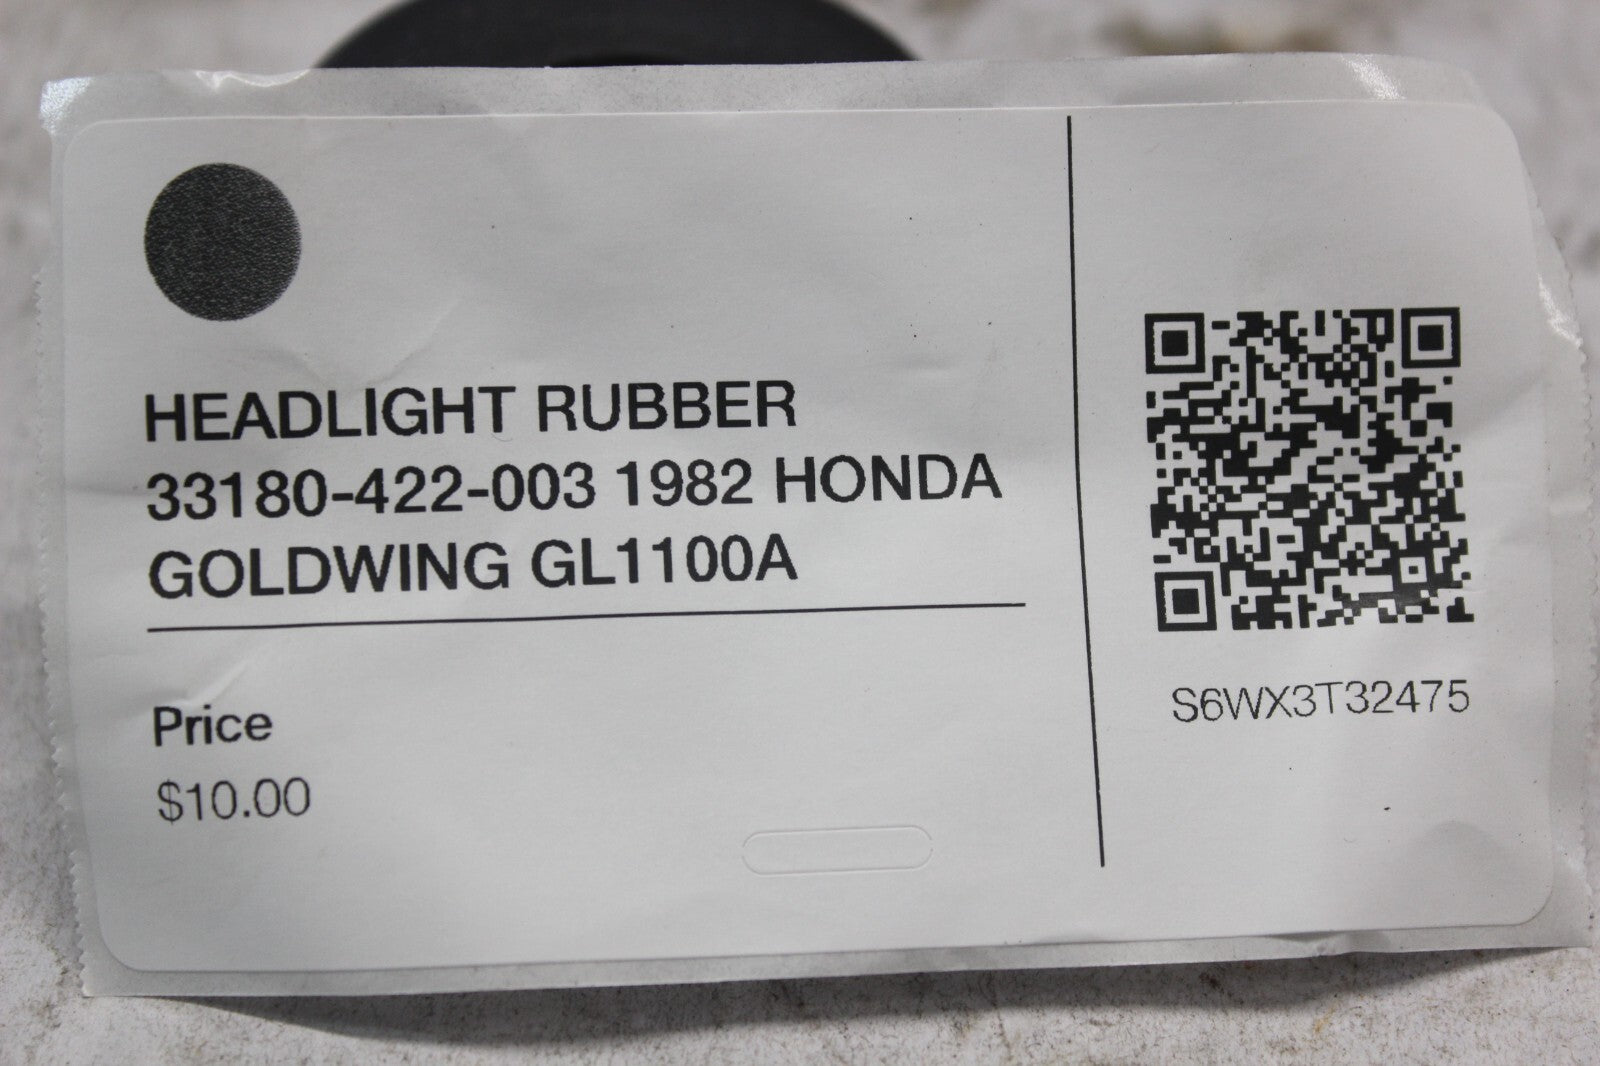 HEADLIGHT RUBBER
33180-422-003 1982 HONDA
GOLDWING GL1100A
Price
$10.00
S6WX3T32475